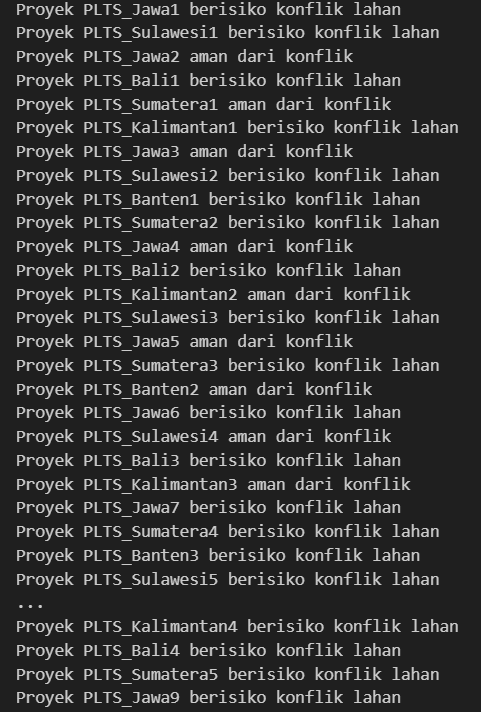 Proyek PLTS_Jawa1 berisiko konflik lahan
Proyek PLTS_Sulawesi1 berisiko konflik lahan
Proyek PLTS_Jawa2 aman dari konflik
Proyek PLTS_Bali1 berisiko konflik lahan
Proyek PLTS_Sumatera1 aman dari konflik
Proyek PLTS_Kalimantan1 berisiko konflik lahan
Proyek PLTS_Jawa3 aman dari konflik
Proyek PLTS_Sulawesi2 berisiko konflik lahan
Proyek PLTS_Banten1 berisiko konflik lahan
Proyek PLTS_Sumatera2 berisiko konflik lahan
Proyek PLTS_Jawa4 aman dari konflik
Proyek PLTS_Bali2 berisiko konflik lahan
Proyek PLTS_Kalimantan2 aman dari konflik
Proyek PLTS_Sulawesi3 berisiko konflik lahan
Proyek PLTS_Jawa5 aman dari konflik
Proyek PLTS_Sumatera3 berisiko konflik lahan
Proyek PLTS_Banten2 aman dari konflik
Proyek PLTS_Jawa6 berisiko konflik lahan
Proyek PLTS_Sulawesi4 aman dari konflik
Proyek PLTS_Bali3 berisiko konflik lahan
Proyek PLTS_Kalimantan3 aman dari konflik
Proyek PLTS_Jawa7 berisiko konflik lahan
Proyek PLTS_Sumatera4 berisiko konflik lahan
Proyek PLTS_Banten3 berisiko konflik lahan
Proyek PLTS_Sulawesi5 berisiko konflik lahan
...
Proyek PLTS_Kalimantan4 berisiko konflik lahan
Proyek PLTS_Bali4 berisiko konflik lahan
Proyek PLTS_Sumatera5 berisiko konflik lahan
Proyek PLTS_Jawa9 berisiko konflik lahan